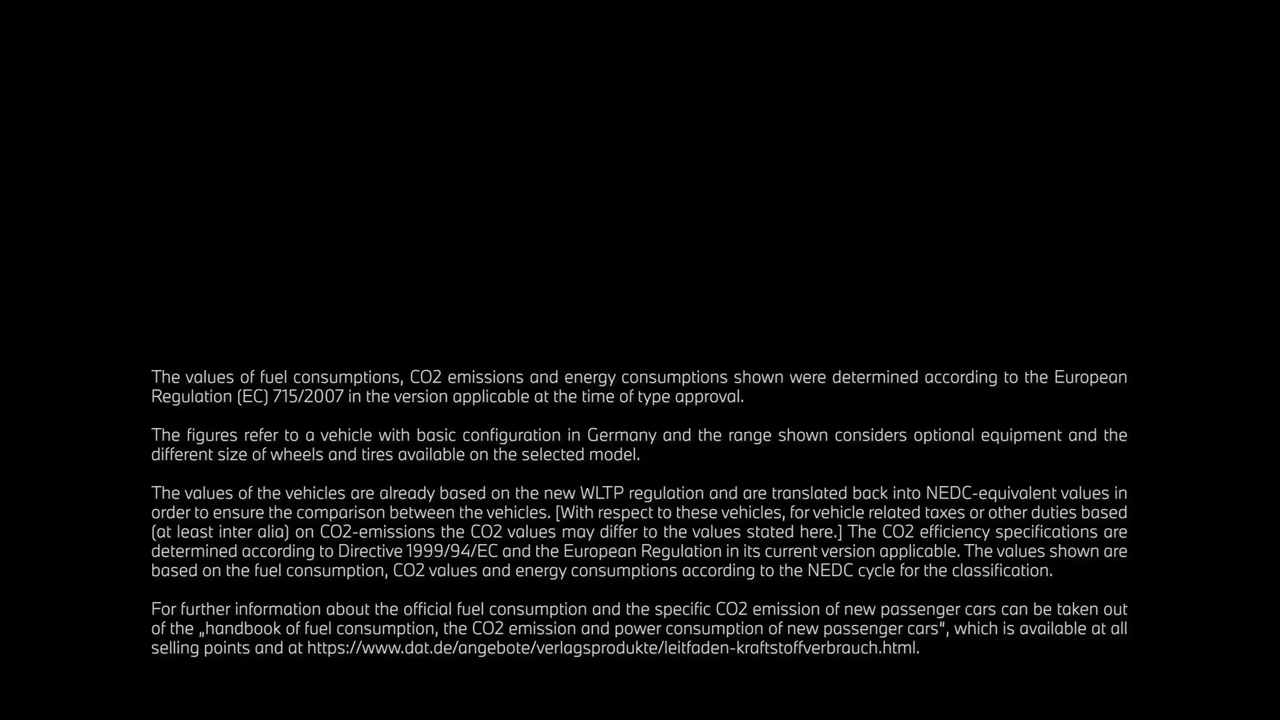 The values of fuel consumptions, CO2 emissions and energy consumptions shown were determined according to the European
Regulation (EC) 715/2007 in the version applicable at the time of type approval.
The figures refer to a vehicle with basic configuration in Germany and the range shown considers optional equipment and the
different size of wheels and tires available on the selected model.
The values of the vehicles are already based on the new WLTP regulation and are translated back into NEDC-equivalent values in
order to ensure the comparison between the vehicles. [With respect to these vehicles, for vehicle related taxes or other duties based
(at least inter alia) on CO2-emissions the CO2 values may differ to the values stated here.] The CO2 efficiency specifications are
determined according to Directive 1999/94/EC and the European Regulation in its current version applicable. The values shown are
based on the fuel consumption, CO2 values and energy consumptions according to the NEDC cycle for the classification.
For further information about the official fuel consumption and the specific CO2 emission of new passenger cars can be taken out
of the „handbook of fuel consumption, the CO2 emission and power consumption of new passenger cars“, which is available at all
selling points and at https://www.dat.de/angebote/verlagsprodukte/leitfaden-kraftstoffverbrauch.html.